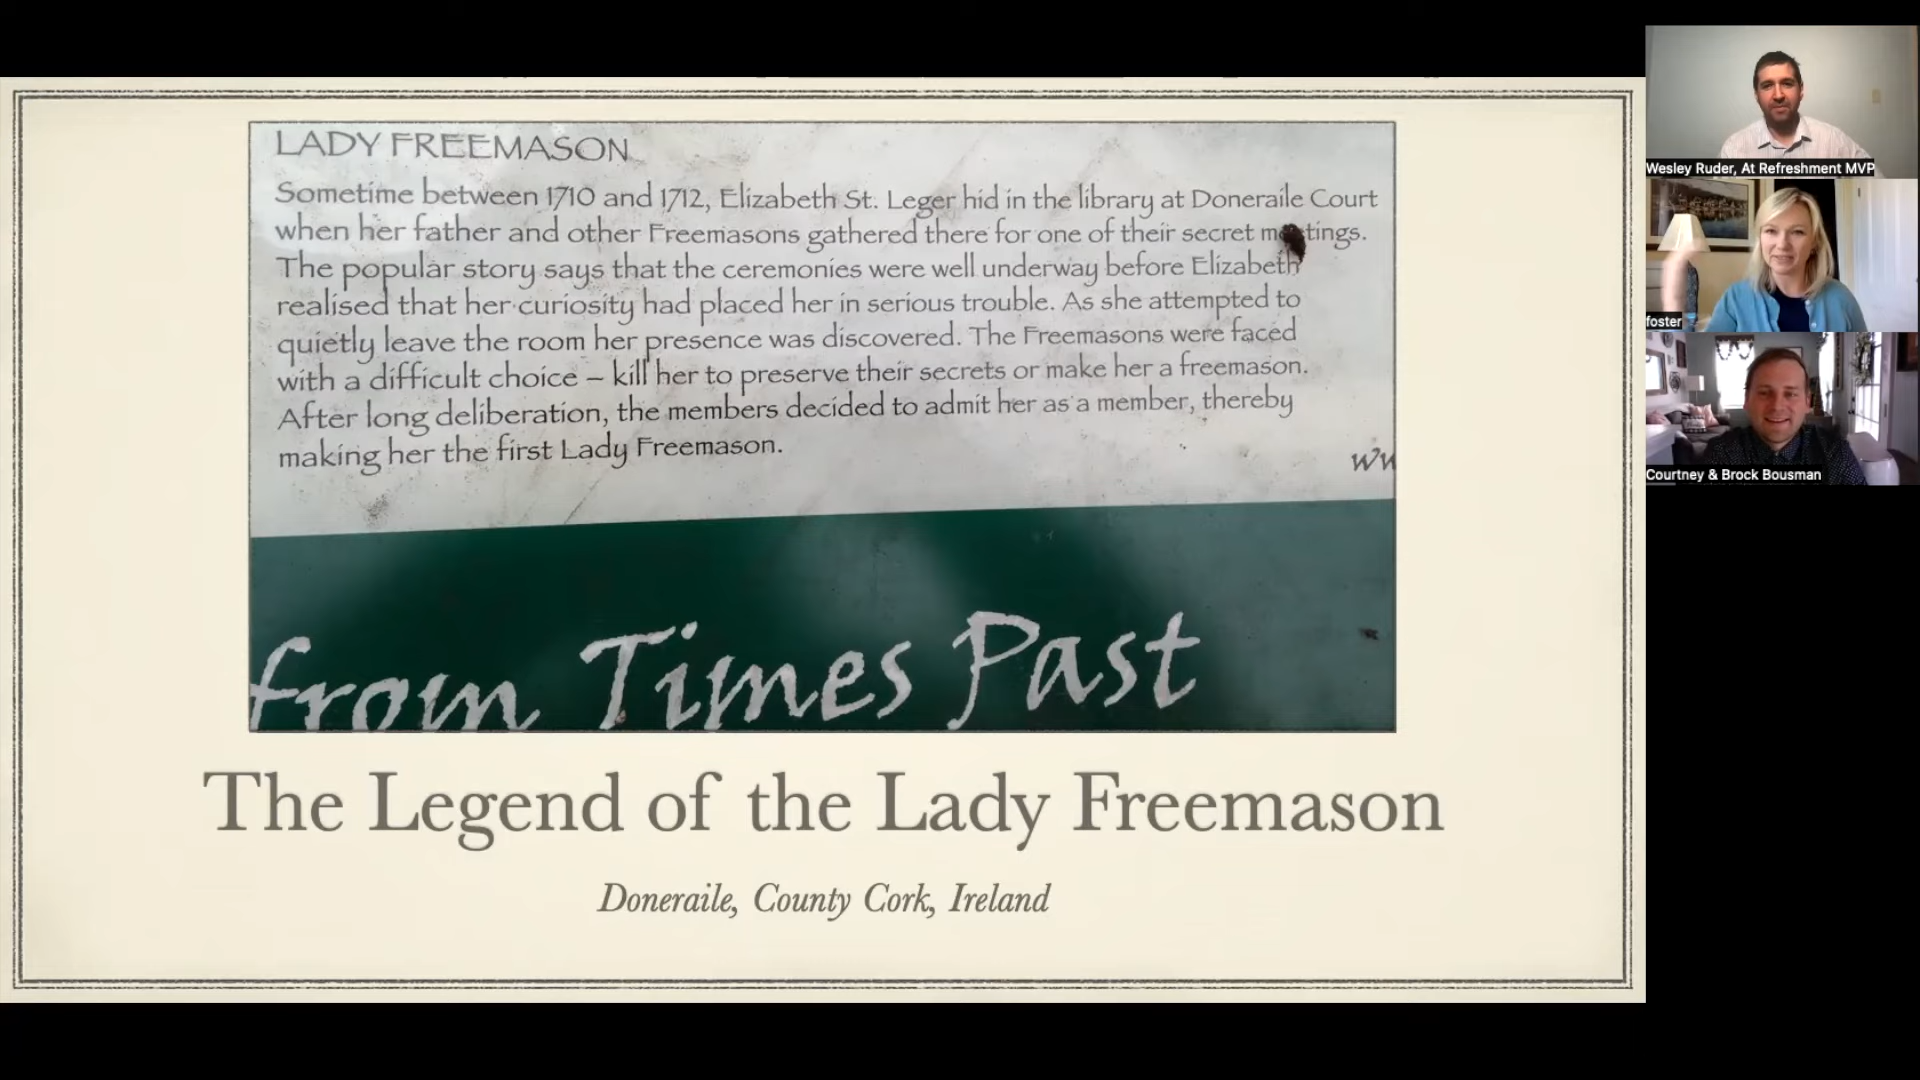 LADY FREEMASON
Sometime between 1710 and 1712, Elizabeth St. Leger hid in the library at Doneraile Court
when her father and other Freemasons gathered there for one of their secret meetings.
The popular story says that the ceremonies were well underway before Elizabeth
realised that her curiosity had placed her in serious trouble. As she attempted to
quietly leave the room her presence was discovered. The Freemasons were faced
with a difficult choice – kill her to preserve their secrets or make her a freemason.
After long deliberation, the members decided to admit her as a member, thereby
making her the first Lady Freemason.
from Times Past
The Legend of the Lady Freemason
Doneraile, County Cork, Ireland
Wesley Ruder, At Refreshment MVP
foster
Courtney & Brock Bousman